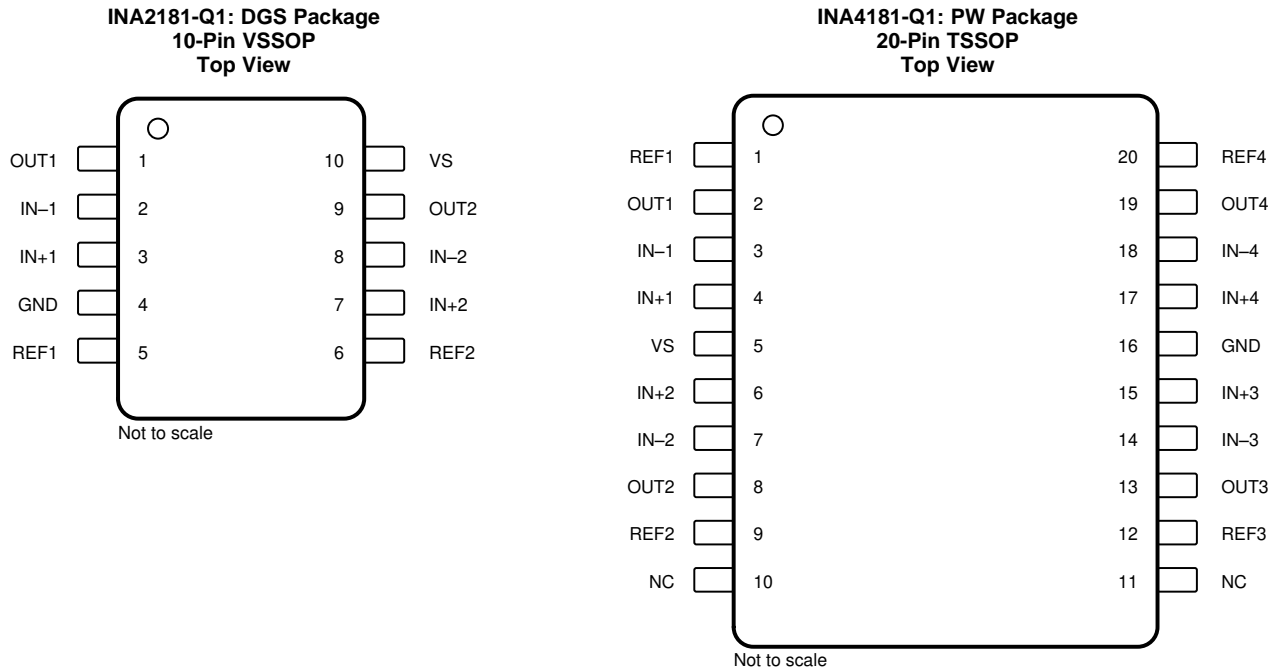 INA2181-Q1: DGS Package
10-Pin VSSOP
Top View
OUT1 1 10 VS
IN–1 2 9 OUT2
IN+1 3 8 IN–2
GND 4 7 IN+2
REF1 5 6 REF2
Not to scale
INA4181-Q1: PW Package
20-Pin TSSOP
Top View
REF1 1 20 REF4
OUT1 2 19 OUT4
IN–1 3 18 IN–4
IN+1 4 17 IN+4
VS 5 16 GND
IN+2 6 15 IN+3
IN–2 7 14 IN–3
OUT2 8 13 OUT3
REF2 9 12 REF3
NC 10 11 NC
Not to scale